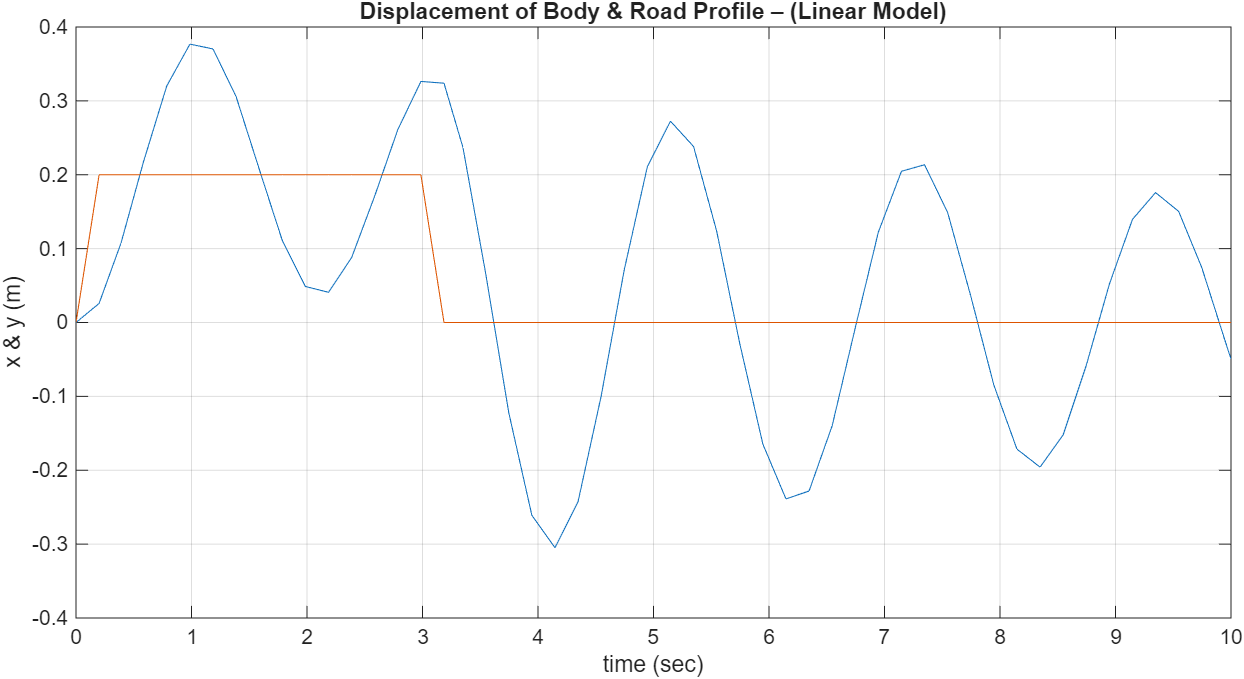 Displacement of Body & Road Profile – (Linear Model)
0.4
0.3
0.2
0.1
0
-0.1
-0.2
-0.3
-0.4
x & y (m)
0 1 2 3 4 5 6 7 8 9 10
time (sec)